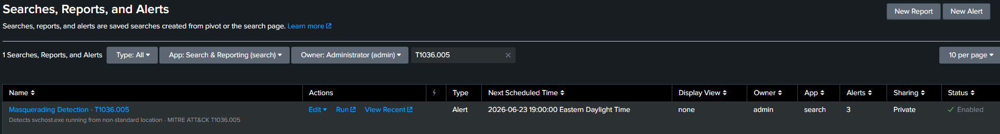 Searches, Reports, and Alerts
New Report
New Alert
Searches, reports, and alerts are saved searches created from pivot or the search page. Learn more
1 Searches, Reports, and Alerts
Type: All
App: Search & Reporting (search)
Owner: Administrator (admin)
T1036.005
10 per page
Name Actions Type Next Scheduled Time Display View Owner App Alerts Sharing Status
Masquerading Detection - T1036.005 Edit Run View Recent Alert 2026-06-23 19:00:00 Eastern Daylight Time none admin search 3 Private Enabled
Detects svchost.exe running from non-standard location - MITRE ATT&CK T1036.005